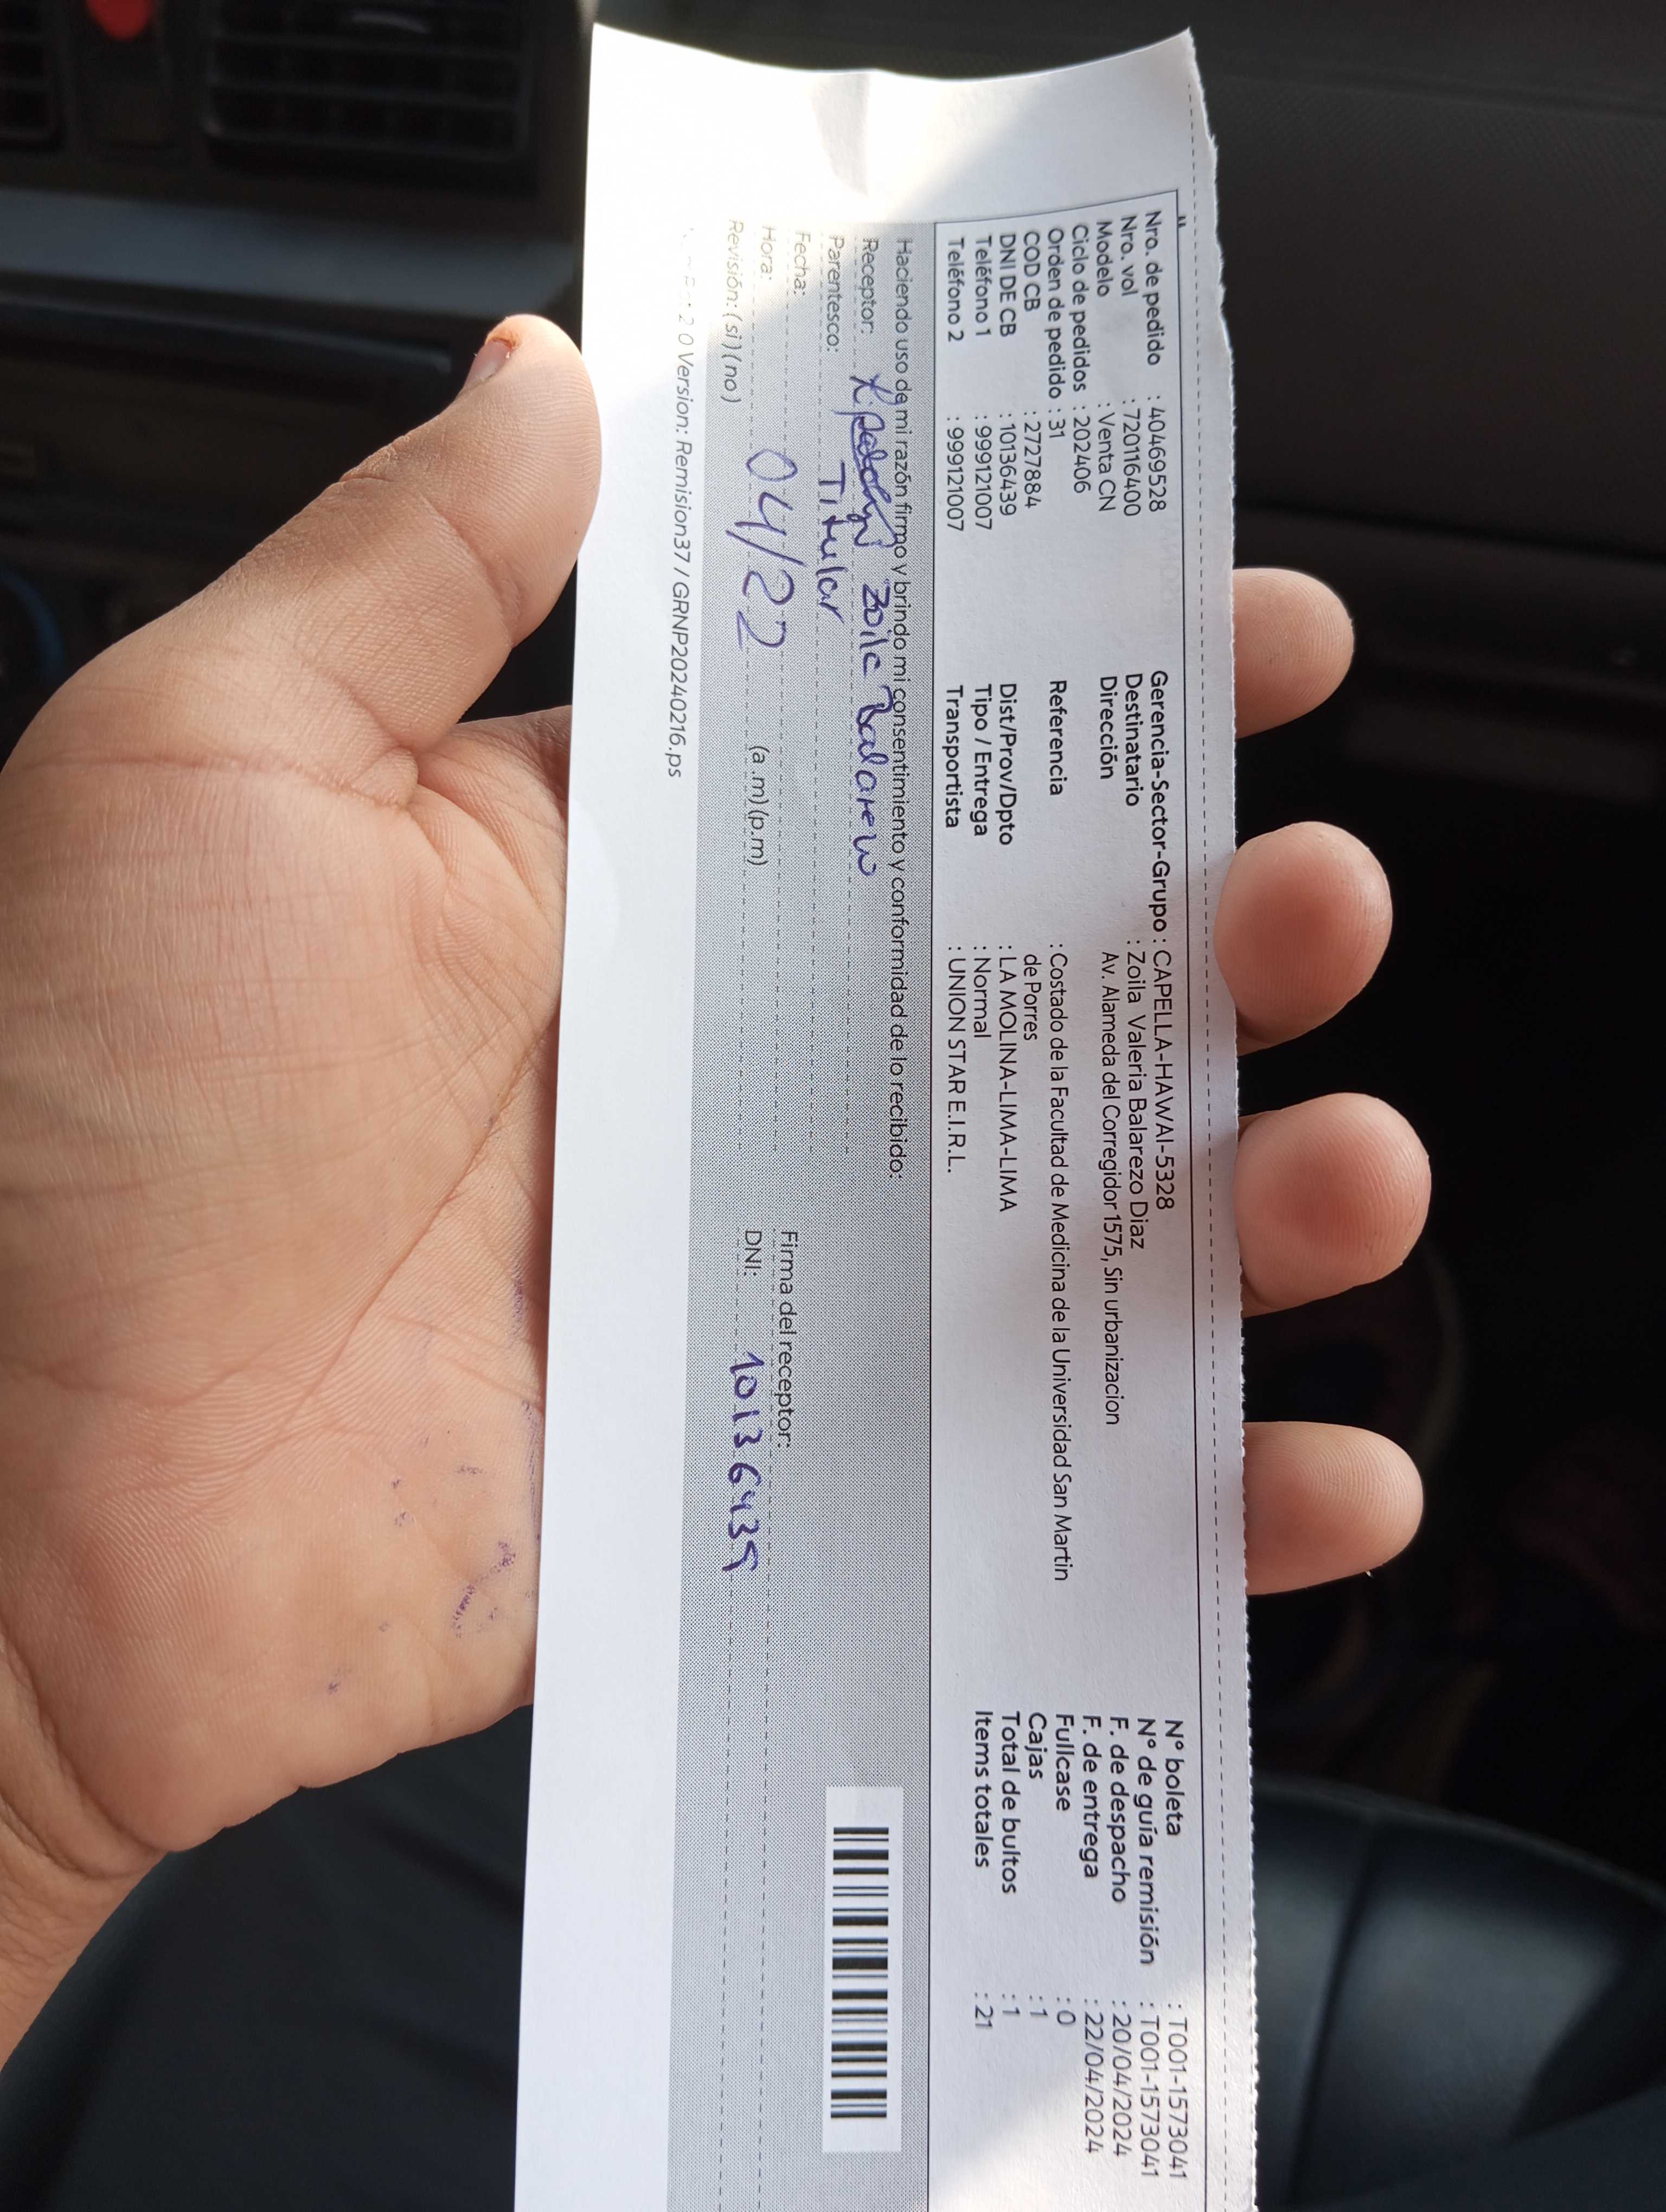 Nro. de pedido : 40469528
Nro. vol : 720116400
Modelo : Venta CN
Ciclo de pedidos : 202406
Orden de pedido : 31
COD CB : 2727884
DNI DE CB : 10136439
Teléfono 1 : 999121007
Teléfono 2 : 999121007
Gerencia-Sector-Grupo : CAPELLA-HAWAI-5328
Destinatario : Zoila Valeria Balarezo Diaz
Dirección Av. Alameda del Corregidor 1575, Sin urbanizacion
Referencia : Costado de la Facultad de Medicina de la Universidad San Martin
de Porres
Dist/Prov/Dpto : LA MOLINA-LIMA-LIMA
Tipo / Entrega : Normal
Transportista : UNION STAR E.I.R.L.
N° boleta : T001-1573041
N° de guía remisión : T001-1573041
F. de despacho : 20/04/2024
F. de entrega : 22/04/2024
Fullcase : 0
Cajas : 1
Total de bultos : 1
Items totales : 21
Haciendo uso de mi razón firmo y brindo mi consentimiento y conformidad de lo recibido:
Receptor:
Parentesco: Titular
Fecha: 04/22
Hora: (a .m) (p.m)
Revisión: ( si ) ( no )
Firma del receptor:
DNI: 10136439
2 0 Version: Remision37 / GRNP20240216.ps